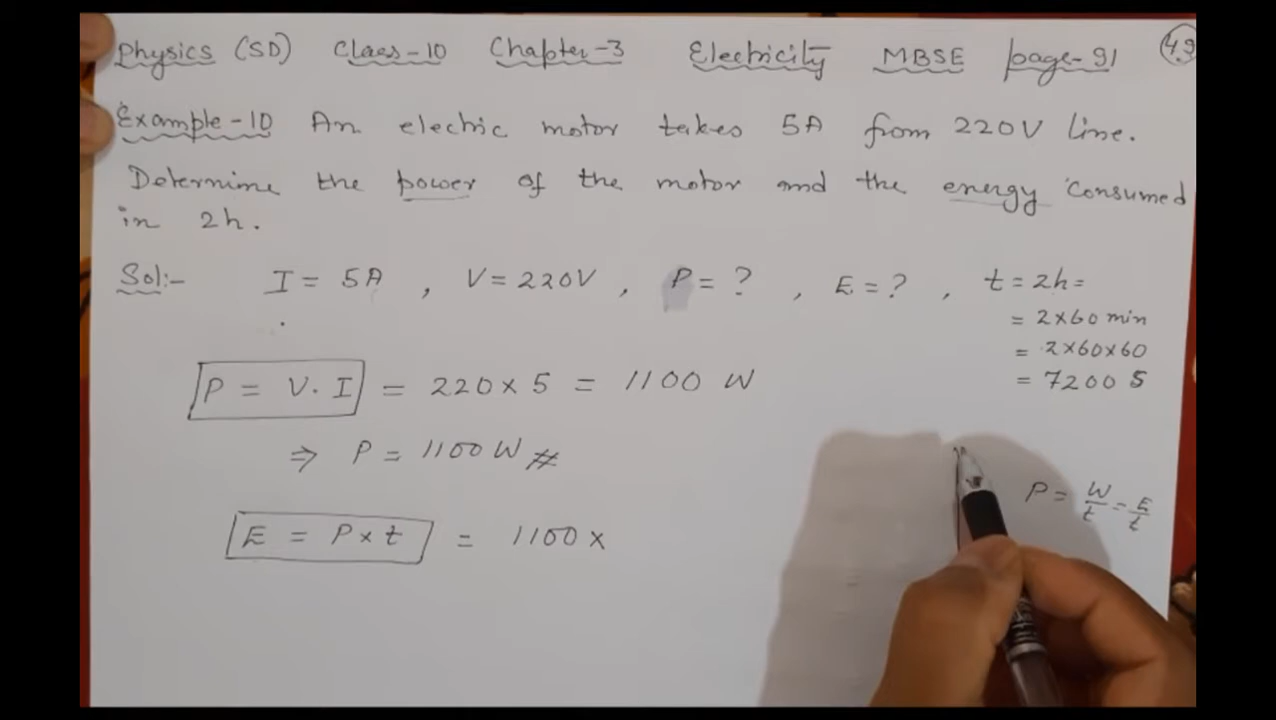 Physics (SD) Class-10 Chapter-3 Electricity MBSE page-91 49
Example-10 An electric motor takes 5A from 220V line.
Determine the power of the motor and the energy consumed
in 2h.
Sol:- I = 5A , V = 220V , P = ? , E = ? , t = 2h =
= 2×60 min
= 2×60×60
= 7200 S
P = V. I = 220 × 5 = 1100 W
⇒ P = 1100 W #
P = W/t = E/t
E = P × t = 1100 ×